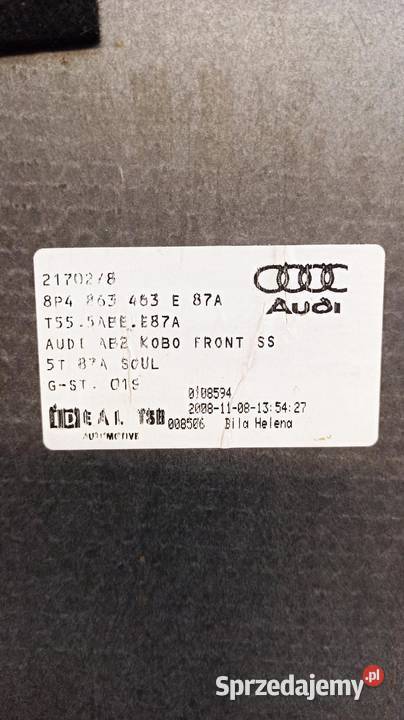 2170278
8P4 863 463 E 87A
T55.5ABE.E87A
AUDI AB2 KOBO FRONT SS
5T 87A SOUL
G-ST. 019
Audi
IDEAL TSB
AUTOMOTIVE
0108594
2008-11-08-13:54:27
008506 Bila Helena
Sprzedajemy.pl